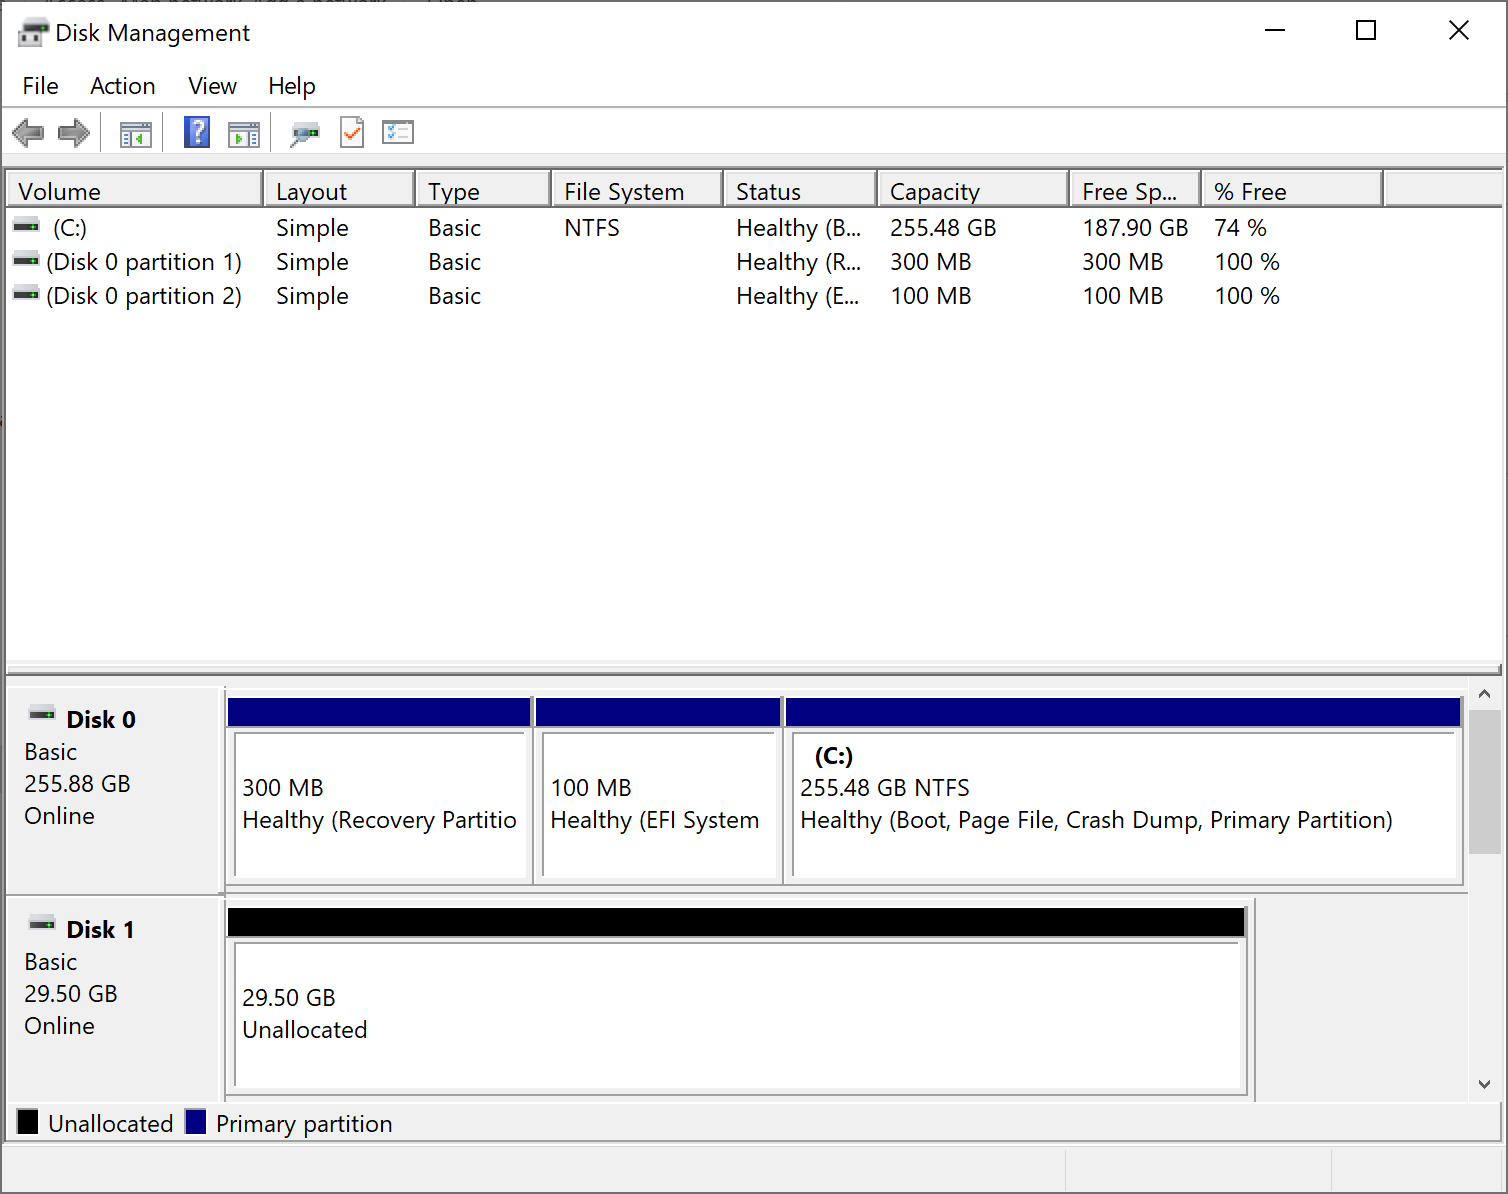 Disk Management
File Action View Help
Volume Layout Type File System Status Capacity Free Sp... % Free
(C:) Simple Basic NTFS Healthy (B... 255.48 GB 187.90 GB 74 %
(Disk 0 partition 1) Simple Basic Healthy (R... 300 MB 300 MB 100 %
(Disk 0 partition 2) Simple Basic Healthy (E... 100 MB 100 MB 100 %
Disk 0
Basic
255.88 GB
Online
300 MB
Healthy (Recovery Partitio
100 MB
Healthy (EFI System
(C:)
255.48 GB NTFS
Healthy (Boot, Page File, Crash Dump, Primary Partition)
Disk 1
Basic
29.50 GB
Online
29.50 GB
Unallocated
Unallocated Primary partition